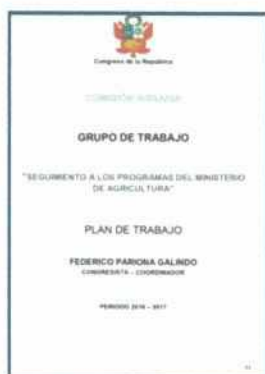 Congreso de la República
COMISIÓN AGRARIA
GRUPO DE TRABAJO
"SEGUIMIENTO A LOS PROGRAMAS DEL MINISTERIO
DE AGRICULTURA"
PLAN DE TRABAJO
FEDERICO PARIONA GALINDO
CONGRESISTA - COORDINADOR
PERIODO 2016 - 2017